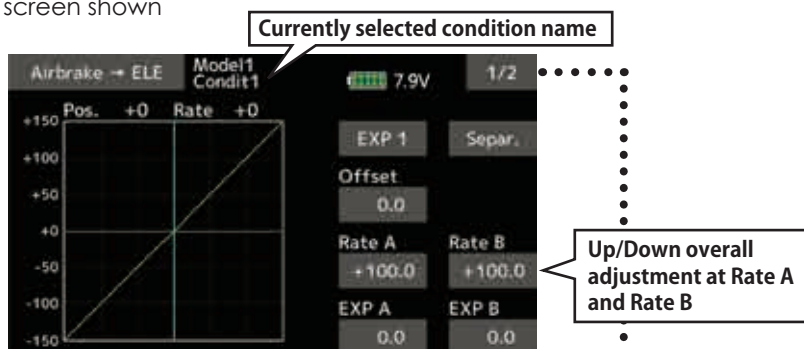 screen shown
Currently selected condition name
Airbrake → ELE
Model1
Condit1
7.9V
1/2
Pos. +0 Rate +0
+150
+100
+50
+0
-50
-100
-150
EXP 1
Separ.
Offset
0.0
Rate A
Rate B
+100.0
+100.0
EXP A
EXP B
0.0
0.0
Up/Down overall
adjustment at Rate A
and Rate B